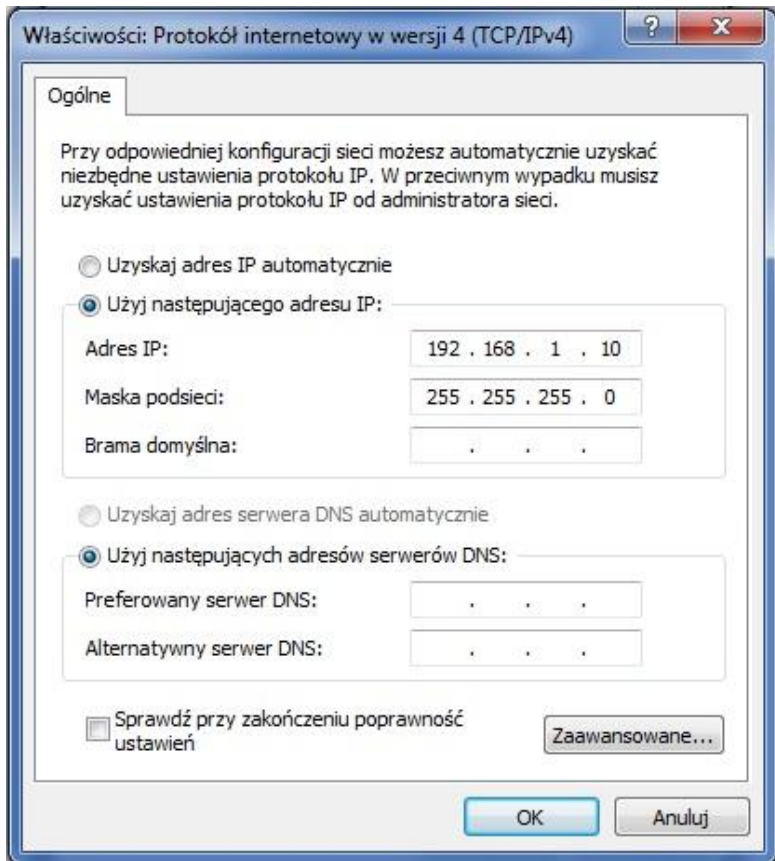 Właściwości: Protokół internetowy w wersji 4 (TCP/IPv4)
?
X
Ogólne
Przy odpowiedniej konfiguracji sieci możesz automatycznie uzyskać
niezbędne ustawienia protokołu IP. W przeciwnym wypadku musisz
uzyskać ustawienia protokołu IP od administratora sieci.
Uzyskaj adres IP automatycznie
Użyj następującego adresu IP:
Adres IP: 192 . 168 . 1 . 10
Maska podsieci: 255 . 255 . 255 . 0
Brama domyślna: . . .
Uzyskaj adres serwera DNS automatycznie
Użyj następujących adresów serwerów DNS:
Preferowany serwer DNS: . . .
Alternatywny serwer DNS: . . .
Sprawdź przy zakończeniu poprawność
ustawień
Zaawansowane...
OK Anuluj